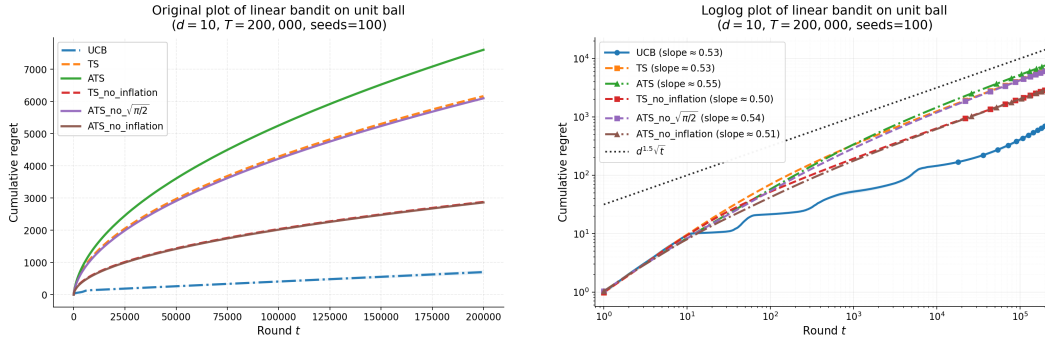 Original plot of linear bandit on unit ball
(d = 10, T = 200,000, seeds=100)
Cumulative regret
7000
6000
5000
4000
3000
2000
1000
0
UCB
TS
ATS
TS_no_inflation
ATS_no_√π/2
ATS_no_inflation
0 25000 50000 75000 100000 125000 150000 175000 200000
Round t
Loglog plot of linear bandit on unit ball
(d = 10, T = 200,000, seeds=100)
Cumulative regret
10⁴
10³
10²
10¹
10⁰
UCB (slope ≈ 0.53)
TS (slope ≈ 0.53)
ATS (slope ≈ 0.55)
TS_no_inflation (slope ≈ 0.50)
ATS_no_√π/2 (slope ≈ 0.54)
ATS_no_inflation (slope ≈ 0.51)
d¹·⁵√t
10⁰ 10¹ 10² 10³ 10⁴ 10⁵
Round t